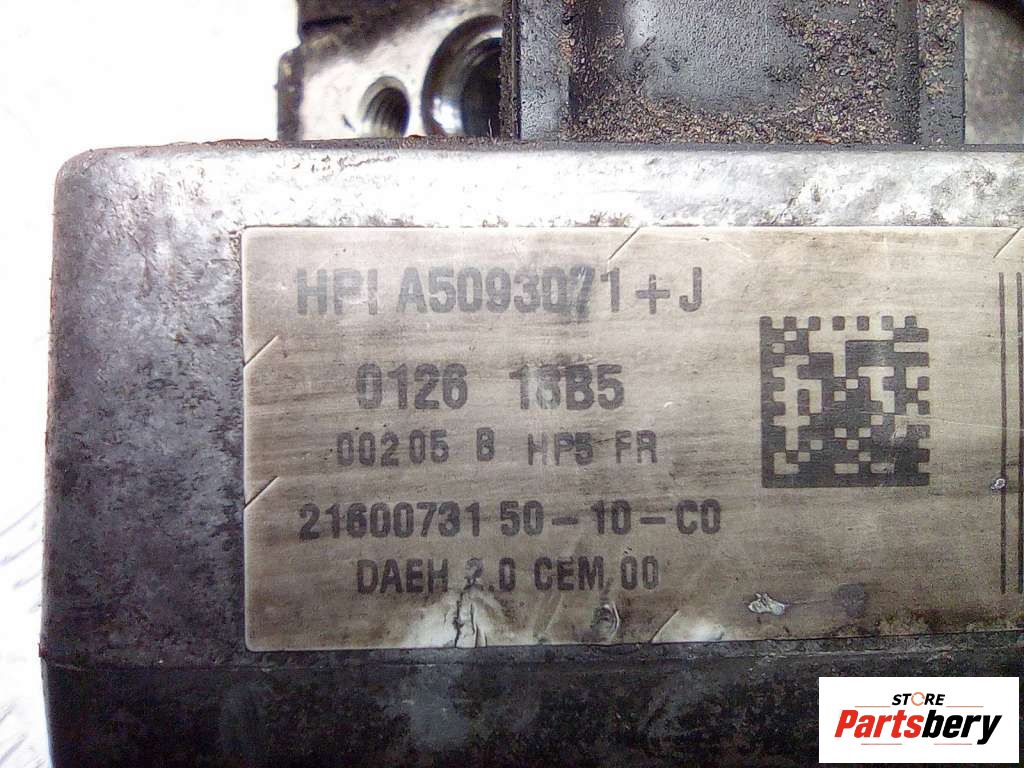 HPI A5093071+J
0126 18B5
00205 B HP5 FR
21600731 50-10-C0
DAEH 2.0 CEM 00
STORE
Partsbery